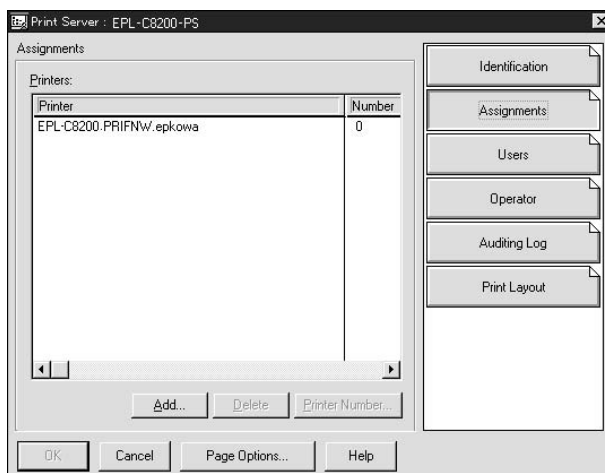 Print Server : EPL-C8200-PS
Assignments
Printers:
Printer Number
EPL-C8200.PRIFNW.epkowa 0
Add... Delete Printer Number...
OK Cancel Page Options... Help
Identification
Assignments
Users
Operator
Auditing Log
Print Layout